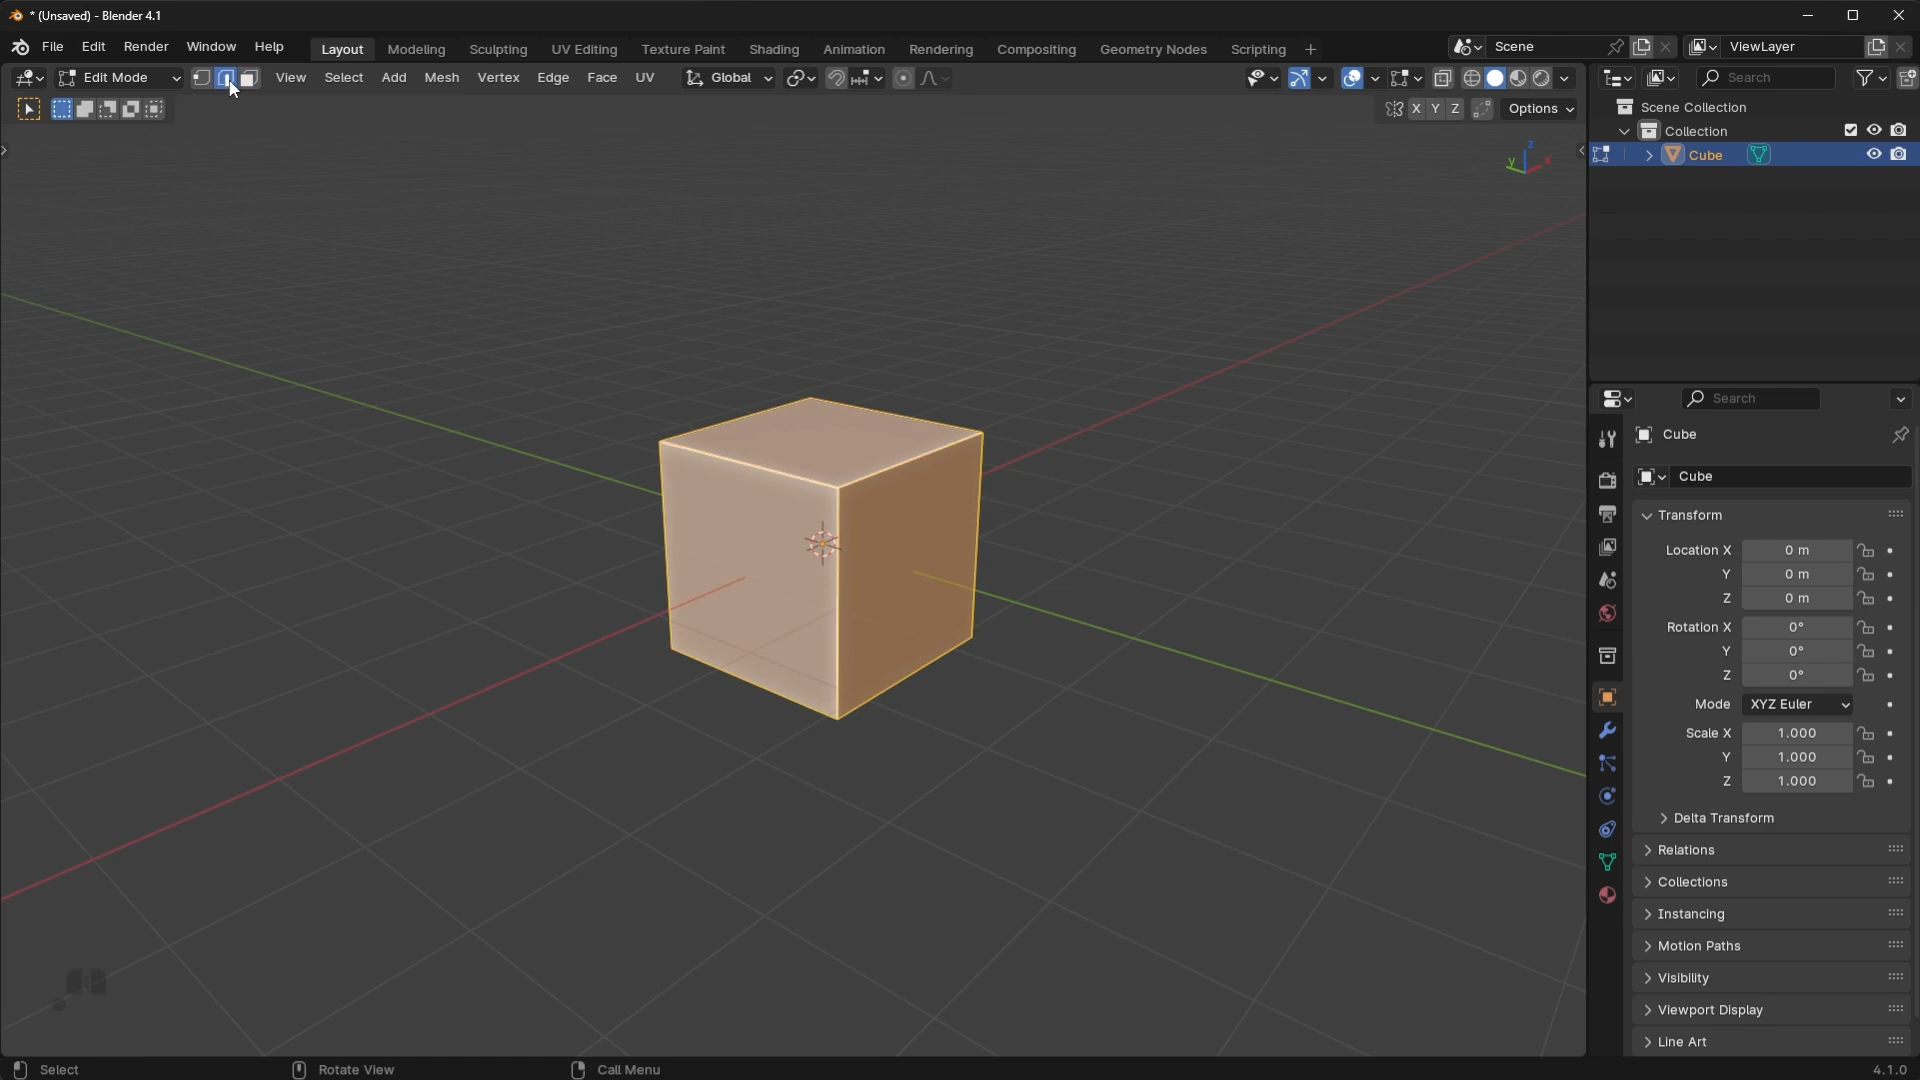 * (Unsaved) - Blender 4.1
File Edit Render Window Help Layout Modeling Sculpting UV Editing Texture Paint Shading Animation Rendering Compositing Geometry Nodes Scripting + Scene ViewLayer
Edit Mode View Select Add Mesh Vertex Edge Face UV Global Search
X Y Z Options
Scene Collection
Collection
Cube
z
y x
Search
Cube
Cube
Transform
Location X 0 m
Y 0 m
Z 0 m
Rotation X 0°
Y 0°
Z 0°
Mode XYZ Euler
Scale X 1.000
Y 1.000
Z 1.000
Delta Transform
Relations
Collections
Instancing
Motion Paths
Visibility
Viewport Display
Line Art
Select Rotate View Call Menu 4.1.0